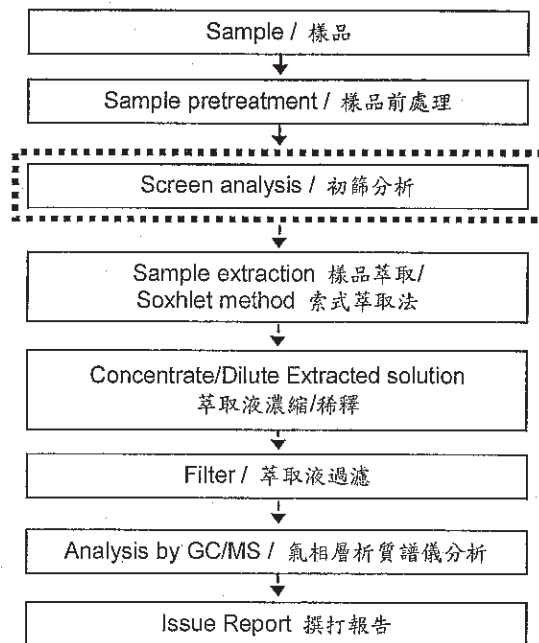 Sample / 樣品
Sample pretreatment / 樣品前處理
Screen analysis / 初篩分析
Sample extraction 樣品萃取/
Soxhlet method 索式萃取法
Concentrate/Dilute Extracted solution
萃取液濃縮/稀釋
Filter / 萃取液過濾
Analysis by GC/MS / 氣相層析質譜儀分析
Issue Report 撰打報告